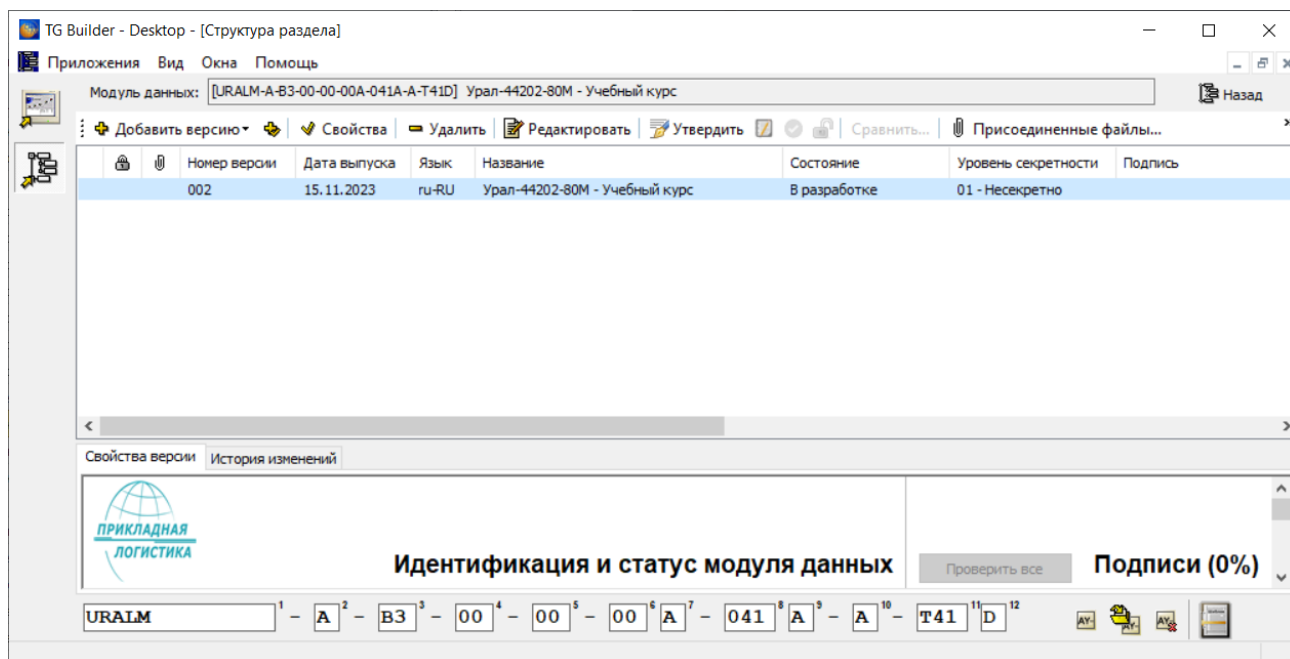 TG Builder - Desktop - [Структура раздела]
Приложения Вид Окна Помощь
Модуль данных: [URALM-A-B3-00-00-00A-041A-A-T41D] Урал-44202-80М - Учебный курс Назад
Добавить версию Свойства Удалить Редактировать Утвердить Сравнить... Присоединенные файлы...
Номер версии Дата выпуска Язык Название Состояние Уровень секретности Подпись
002 15.11.2023 ru-RU Урал-44202-80М - Учебный курс В разработке 01 - Несекретно
Свойства версии История изменений
ПРИКЛАДНАЯ
ЛОГИСТИКА
Идентификация и статус модуля данных Проверить все Подписи (0%)
URALM 1 - A 2 - B3 3 - 00 4 - 00 5 - 00 6 A 7 - 041 8 A 9 - A 10 - T41 11 D 12 AY- AY- AY-